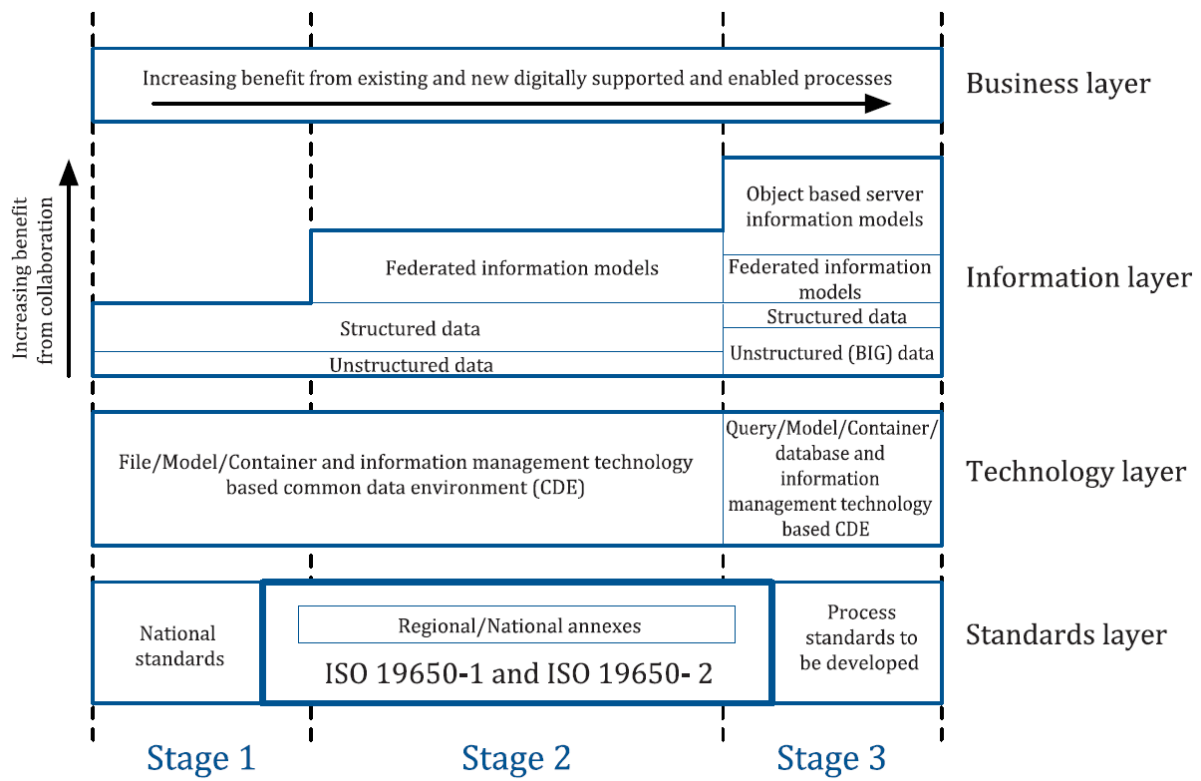 Increasing benefit from existing and new digitally supported and enabled processes
Business layer
Increasing benefit
from collaboration
Object based server
information models
Federated information models
Federated information
models
Information layer
Structured data
Structured data
Unstructured data
Unstructured (BIG) data
File/Model/Container and information management technology
based common data environment (CDE)
Query/Model/Container/
database and
information
management technology
based CDE
Technology layer
National
standards
Regional/National annexes
ISO 19650-1 and ISO 19650- 2
Process
standards to
be developed
Standards layer
Stage 1
Stage 2
Stage 3